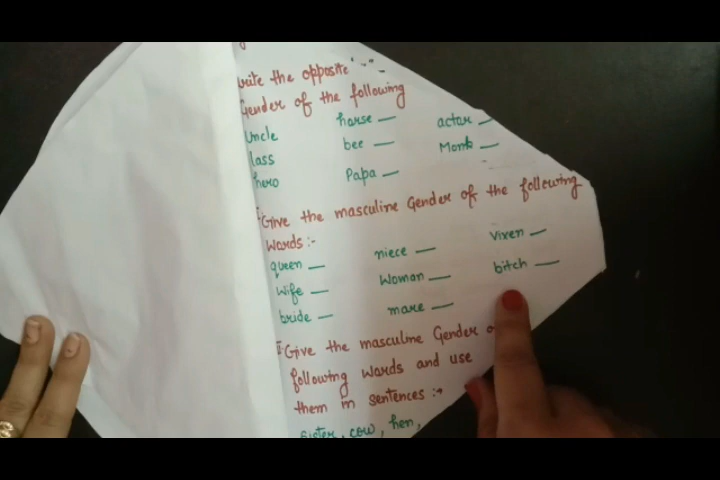 write the opposite
Gender of the following
Uncle horse — actor —
lass bee — Monk —
hero Papa —
Give the masculine Gender of the following
Words:-
queen — niece — vixen —
Wife — Woman — bitch —
bride — mare —
Give the masculine Gender
following words and use
them in sentences :→
Sister, cow, hen,